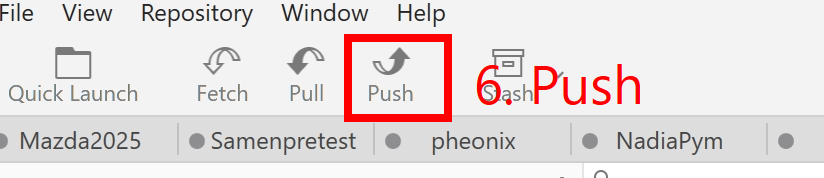 File View Repository Window Help
Quick Launch Fetch Pull Push Stash
6. Push
Mazda2025 Samenpretest pheonix NadiaPym